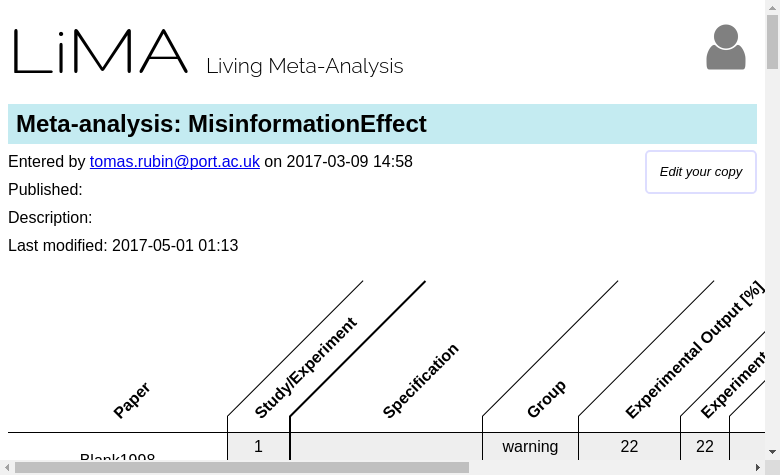 LiMA Living Meta-Analysis
Meta-analysis: MisinformationEffect
Entered by tomas.rubin@port.ac.uk on 2017-03-09 14:58
Edit your copy
Published:
Description:
Last modified: 2017-05-01 01:13
Paper
Study/Experiment
Specification
Group
Experimental Output [%]
Experiment
1 warning 22 22
Blank1998